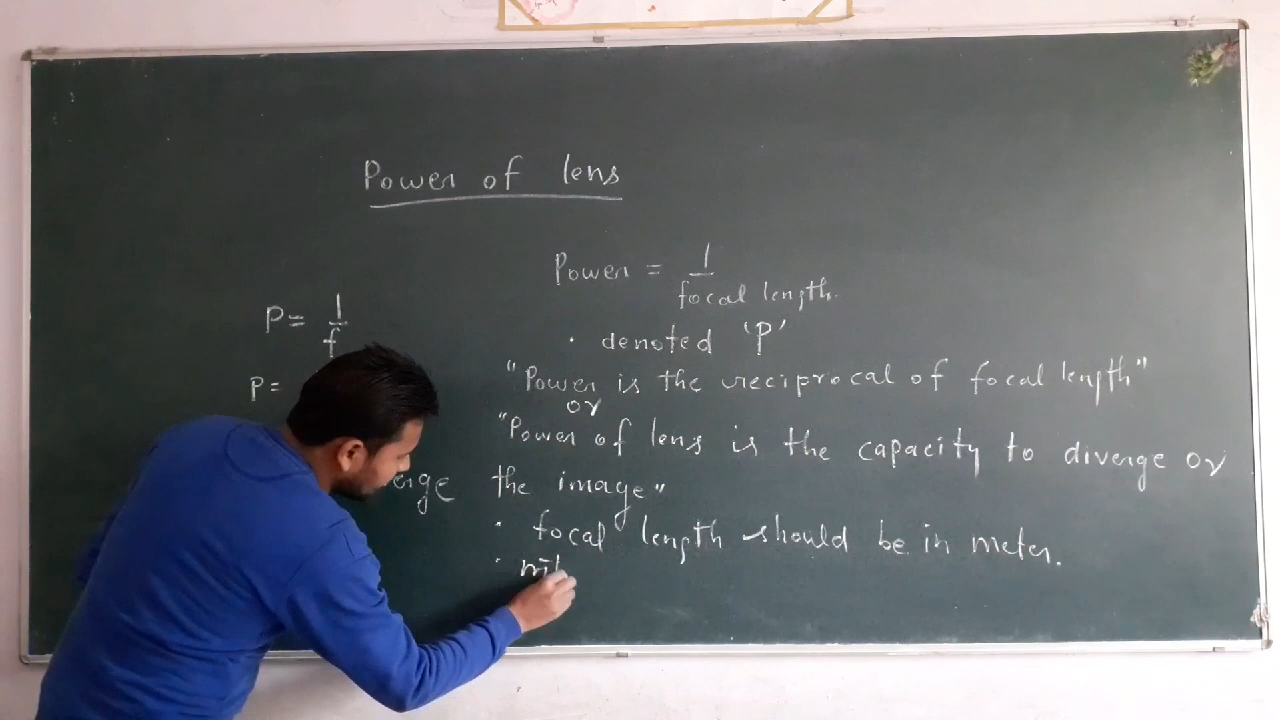 Power of lens
Power = 1/focal length.
P = 1/f
· denoted 'P'
P =
"Power is the reciprocal of focal length"
or
"Power of lens is the capacity to diverge or
the image"
· focal length should be in meter.